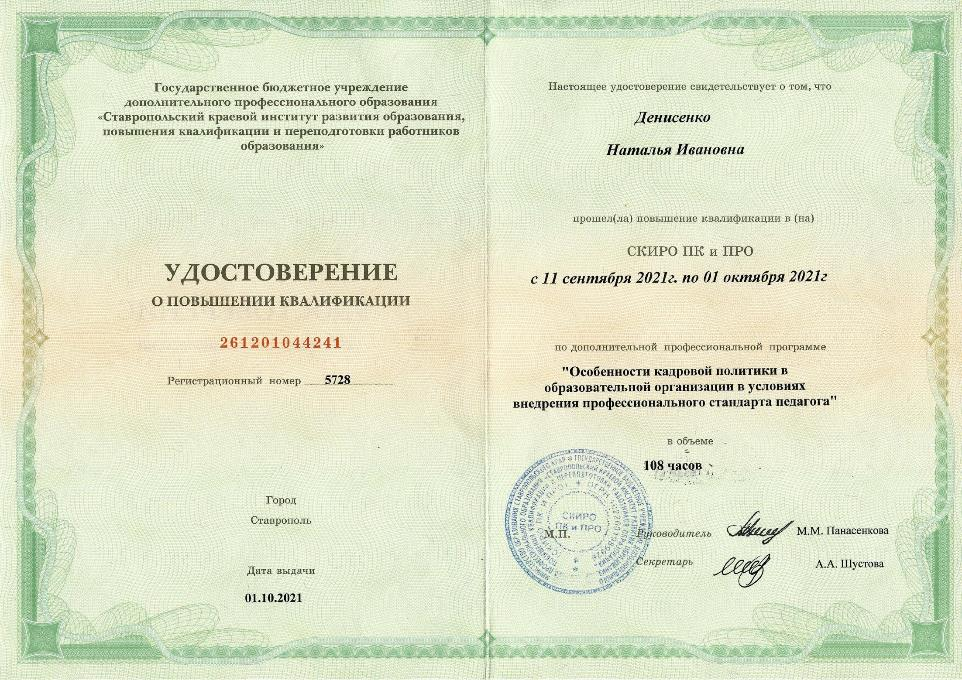 Государственное бюджетное учреждение
дополнительного профессионального образования
«Ставропольский краевой институт развития образования,
повышения квалификации и переподготовки работников
образования»
УДОСТОВЕРЕНИЕ
О ПОВЫШЕНИИ КВАЛИФИКАЦИИ
261201044241
Регистрационный номер 5728
Город
Ставрополь
Дата выдачи
01.10.2021
Настоящее удостоверение свидетельствует о том, что
Денисенко
Наталья Ивановна
прошел(ла) повышение квалификации в (на)
СКИРО ПК и ПРО
с 11 сентября 2021г. по 01 октября 2021г
по дополнительной профессиональной программе
"Особенности кадровой политики в
образовательной организации в условиях
внедрения профессионального стандарта педагога"
в объеме
108 часов
СКИРО
ПК и ПРО
М.П.
Руководитель М.М. Панасенкова
Секретарь А.А. Шустова